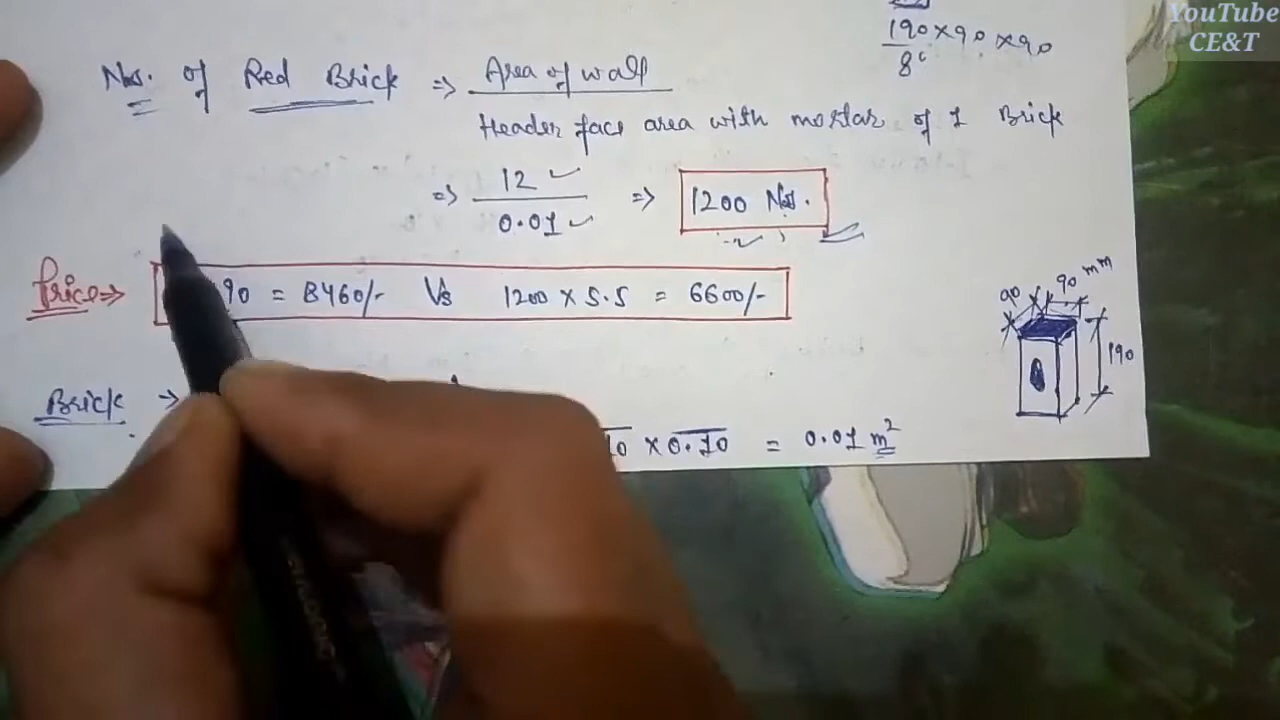 YouTube
CE&T
190×90×90
80
Nos. of Red Brick ⇒ Area of wall
Header face area with mortar of 1 Brick
⇒ 12 ⇒ 1200 Nos.
0.01
Price ⇒ 90 = 8460/- Vs 1200 × 5.5 = 6600/-
90 90 mm
190
Brick →
10 × 0.10 = 0.01 m²